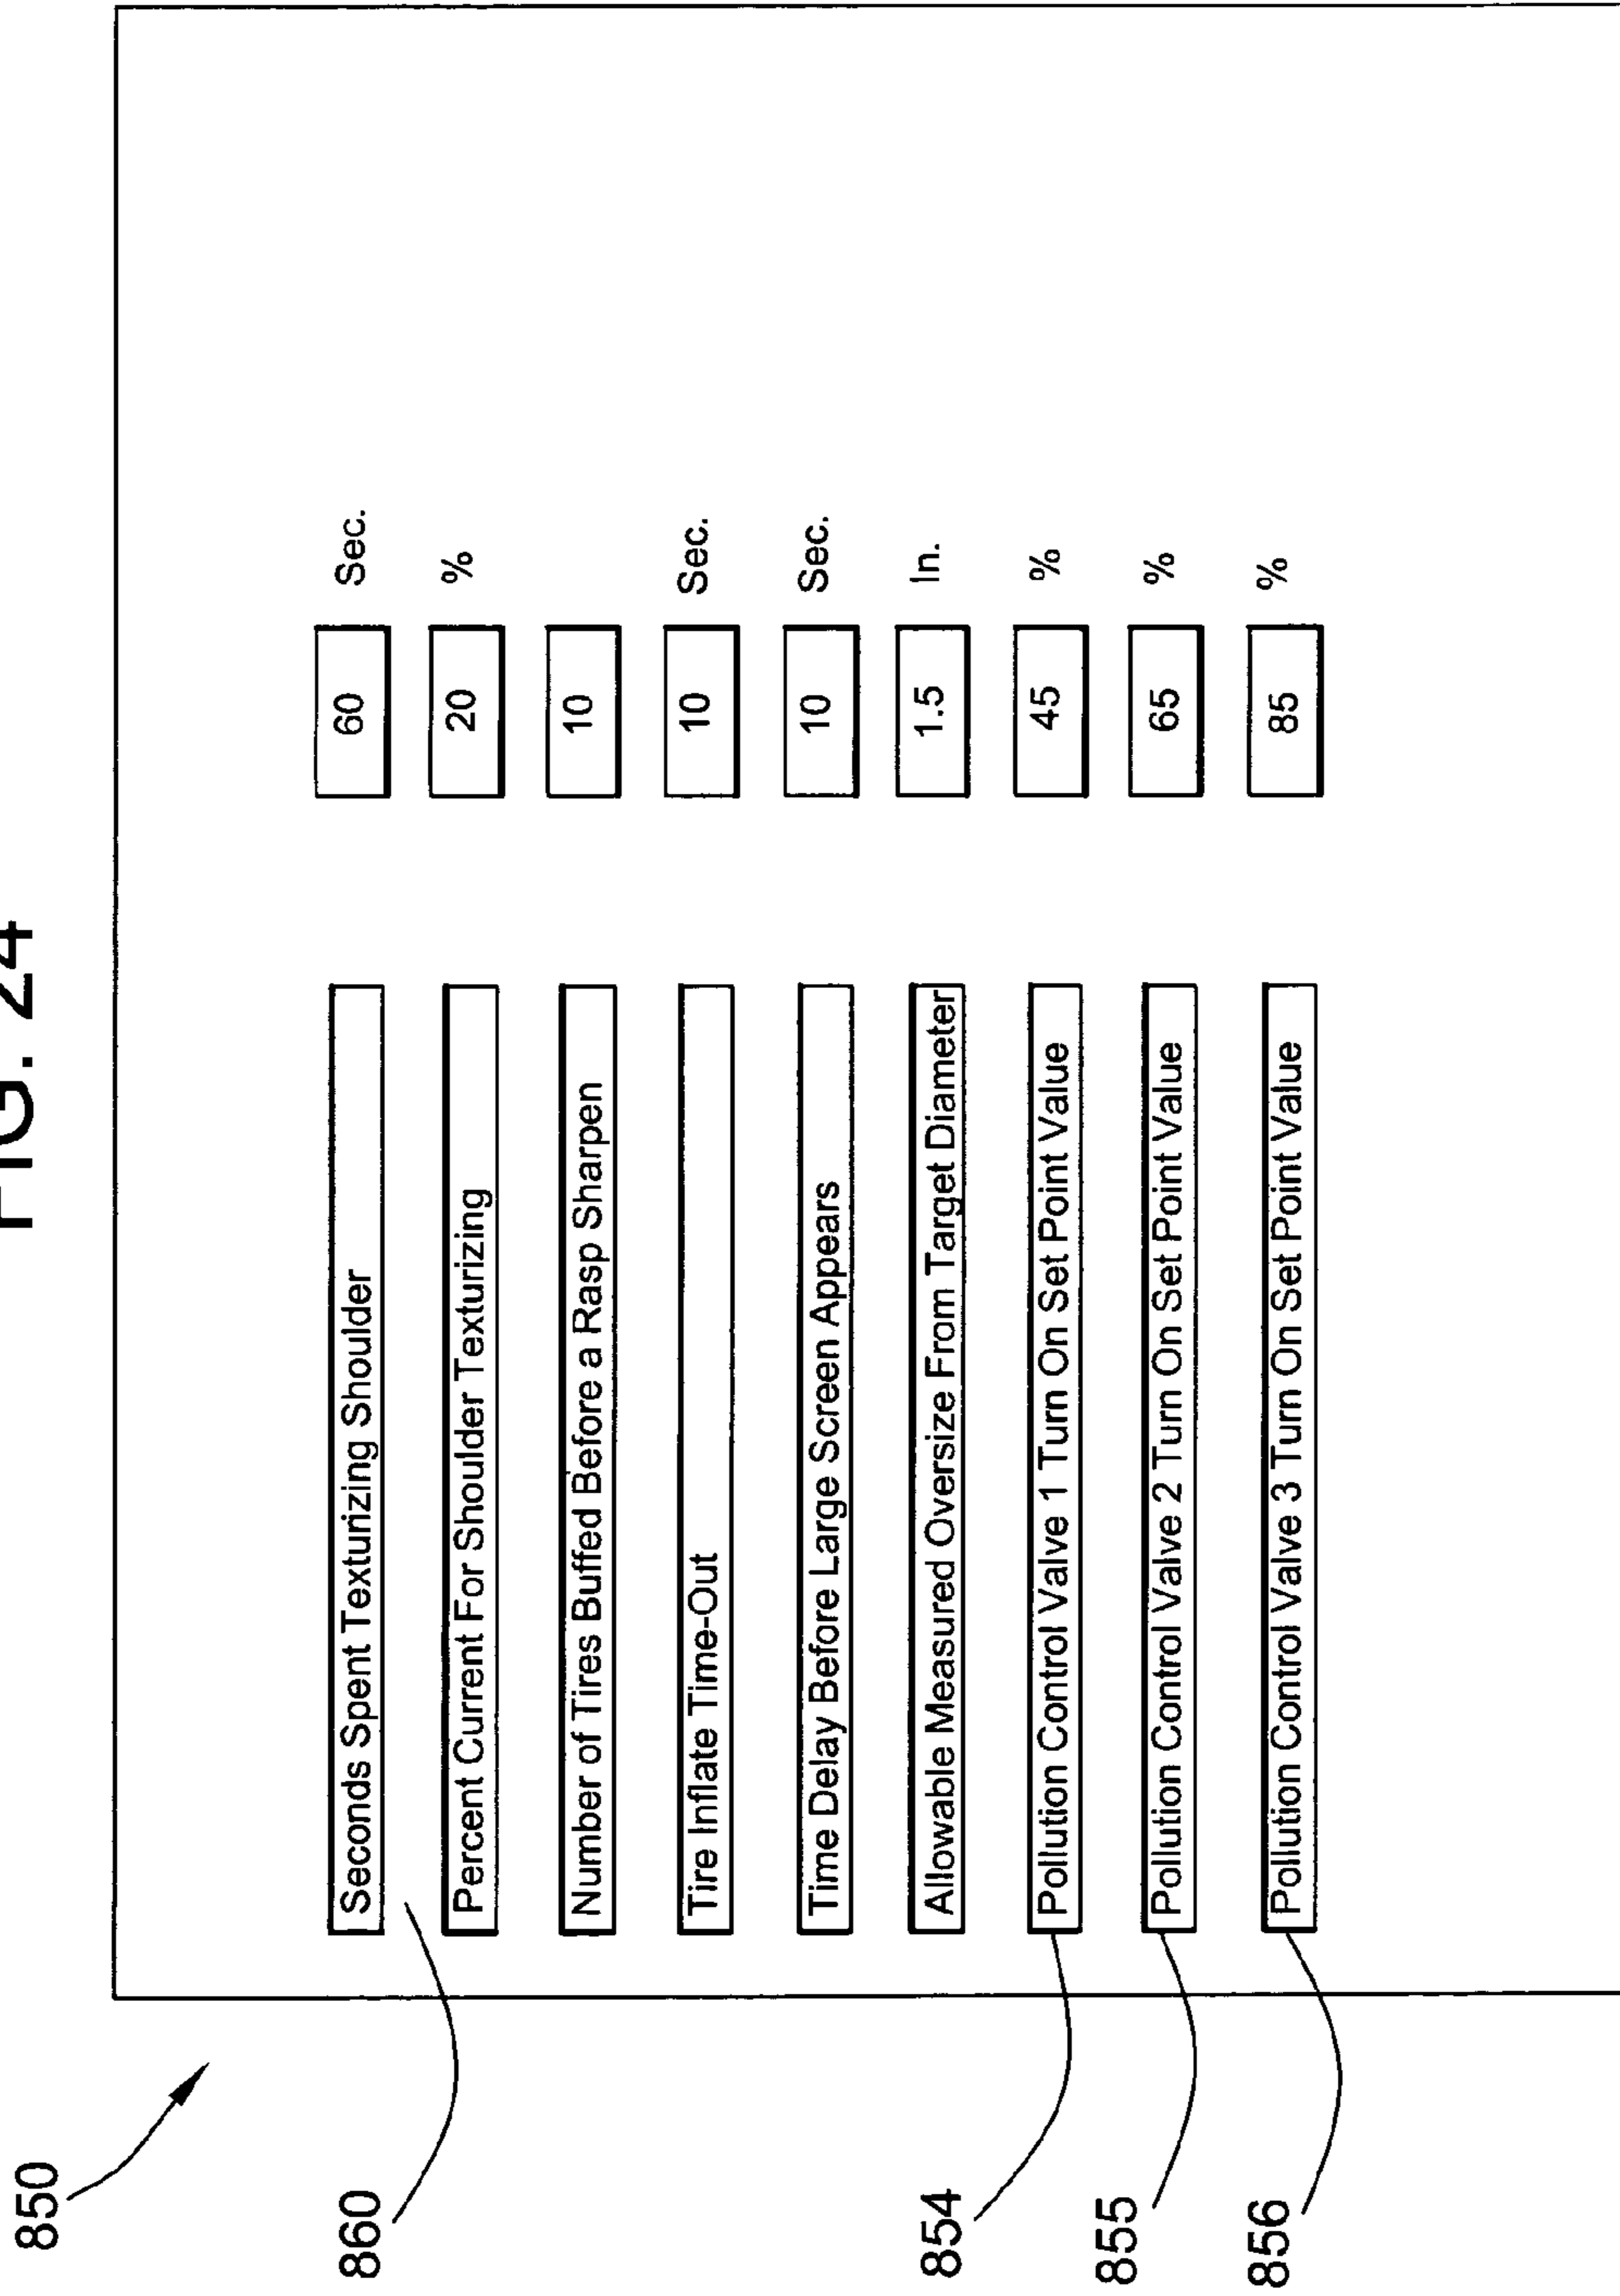 FIG. 24
850
860
Seconds Spent Texturizing Shoulder 60 Sec.
Percent Current For Shoulder Texturizing 20 %
Number of Tires Buffed Before a Rasp Sharpen 10
Tire Inflate Time-Out 10 Sec.
Time Delay Before Large Screen Appears 10 Sec.
Allowable Measured Oversize From Target Diameter 1.5 In.
854 Pollution Control Valve 1 Turn On Set Point Value 45 %
855 Pollution Control Valve 2 Turn On Set Point Value 65 %
856 Pollution Control Valve 3 Turn On Set Point Value 85 %